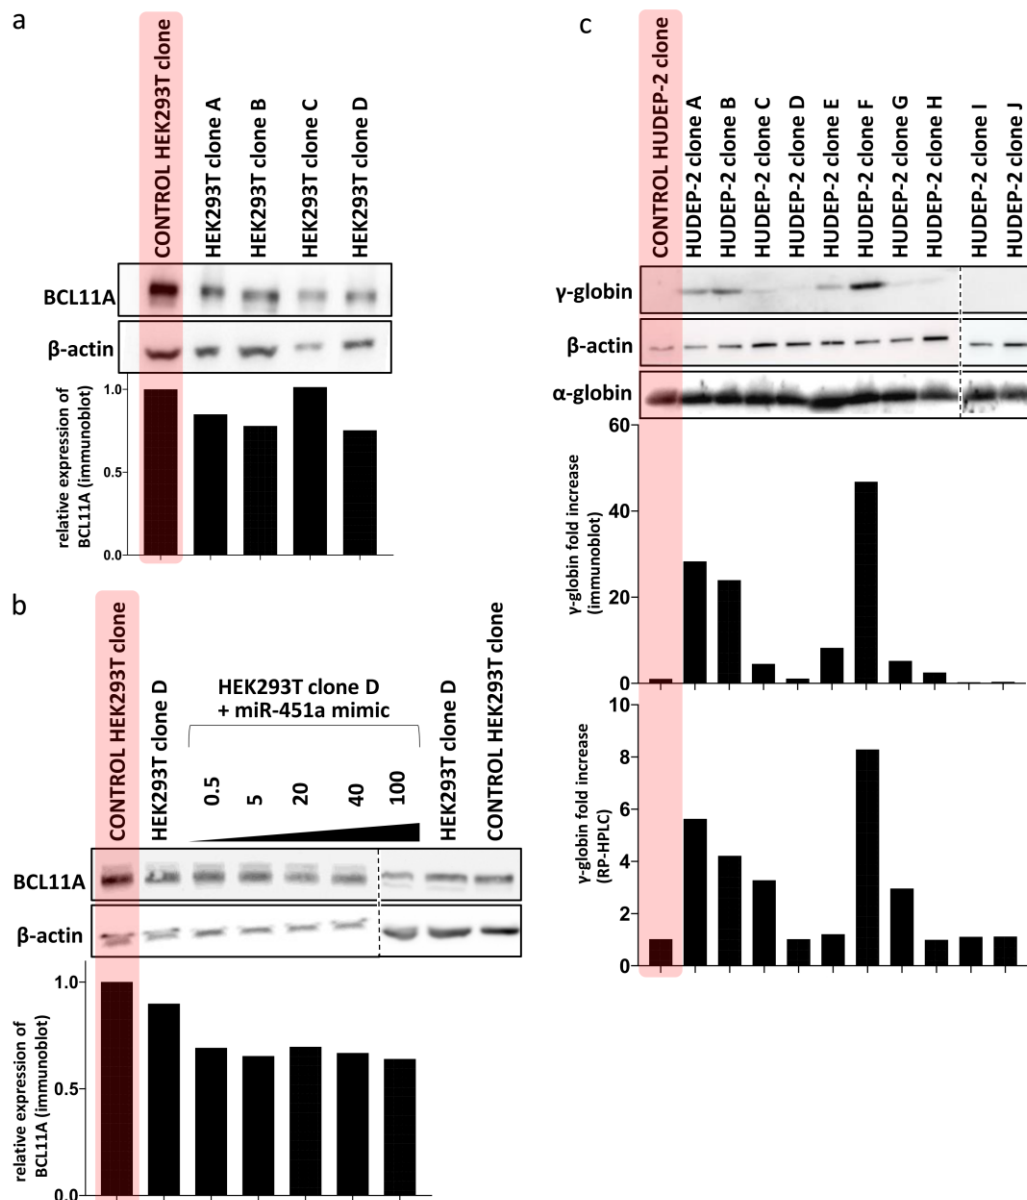 a
CONTROL HEK293T clone
HEK293T clone A
HEK293T clone B
HEK293T clone C
HEK293T clone D
BCL11A
β-actin
relative expression of
BCL11A (immunoblot)
1.0
0.5
0.0
b
CONTROL HEK293T clone
HEK293T clone D
HEK293T clone D
+ miR-451a mimic
0.5
5
20
40
100
HEK293T clone D
CONTROL HEK293T clone
BCL11A
β-actin
relative expression of
BCL11A (immunoblot)
1.0
0.5
0.0
c
CONTROL HUDEP-2 clone
HUDEP-2 clone A
HUDEP-2 clone B
HUDEP-2 clone C
HUDEP-2 clone D
HUDEP-2 clone E
HUDEP-2 clone F
HUDEP-2 clone G
HUDEP-2 clone H
HUDEP-2 clone I
HUDEP-2 clone J
γ-globin
β-actin
α-globin
γ-globin fold increase
(immunoblot)
60
40
20
0
γ-globin fold increase
(RP-HPLC)
10
8
6
4
2
0